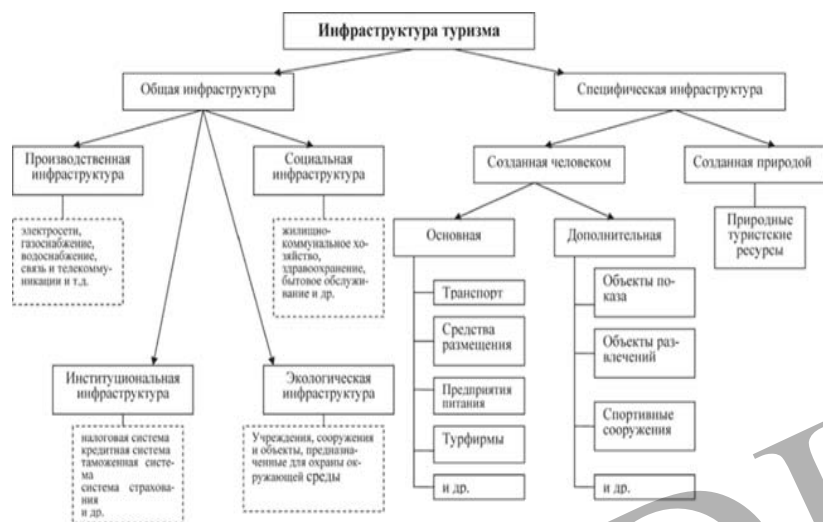 Инфраструктура туризма
Общая инфраструктура
Специфическая инфраструктура
Производственная
инфраструктура
Социальная
инфраструктура
Созданная человеком
Созданная природой
электросети,
газоснабжение,
водоснабжение,
связь и телекомму-
никации и т.д.
жилищно-
коммунальное хо-
зяйство,
здравоохранение,
бытовое обслужи-
вание и др.
Основная
Дополнительная
Природные
туристские
ресурсы
Транспорт
Средства
размещения
Предприятия
питания
Турфирмы
и др.
Объекты по-
каза
Объекты раз-
влечений
Спортивные
сооружения
и др.
Институциональная
инфраструктура
Экологическая
инфраструктура
налоговая система
кредитная система
таможенная систе-
ма
система страхова-
ния
и др.
Учреждения, сооружения
и объекты, предназна-
ченные для охраны ок-
ружающей среды